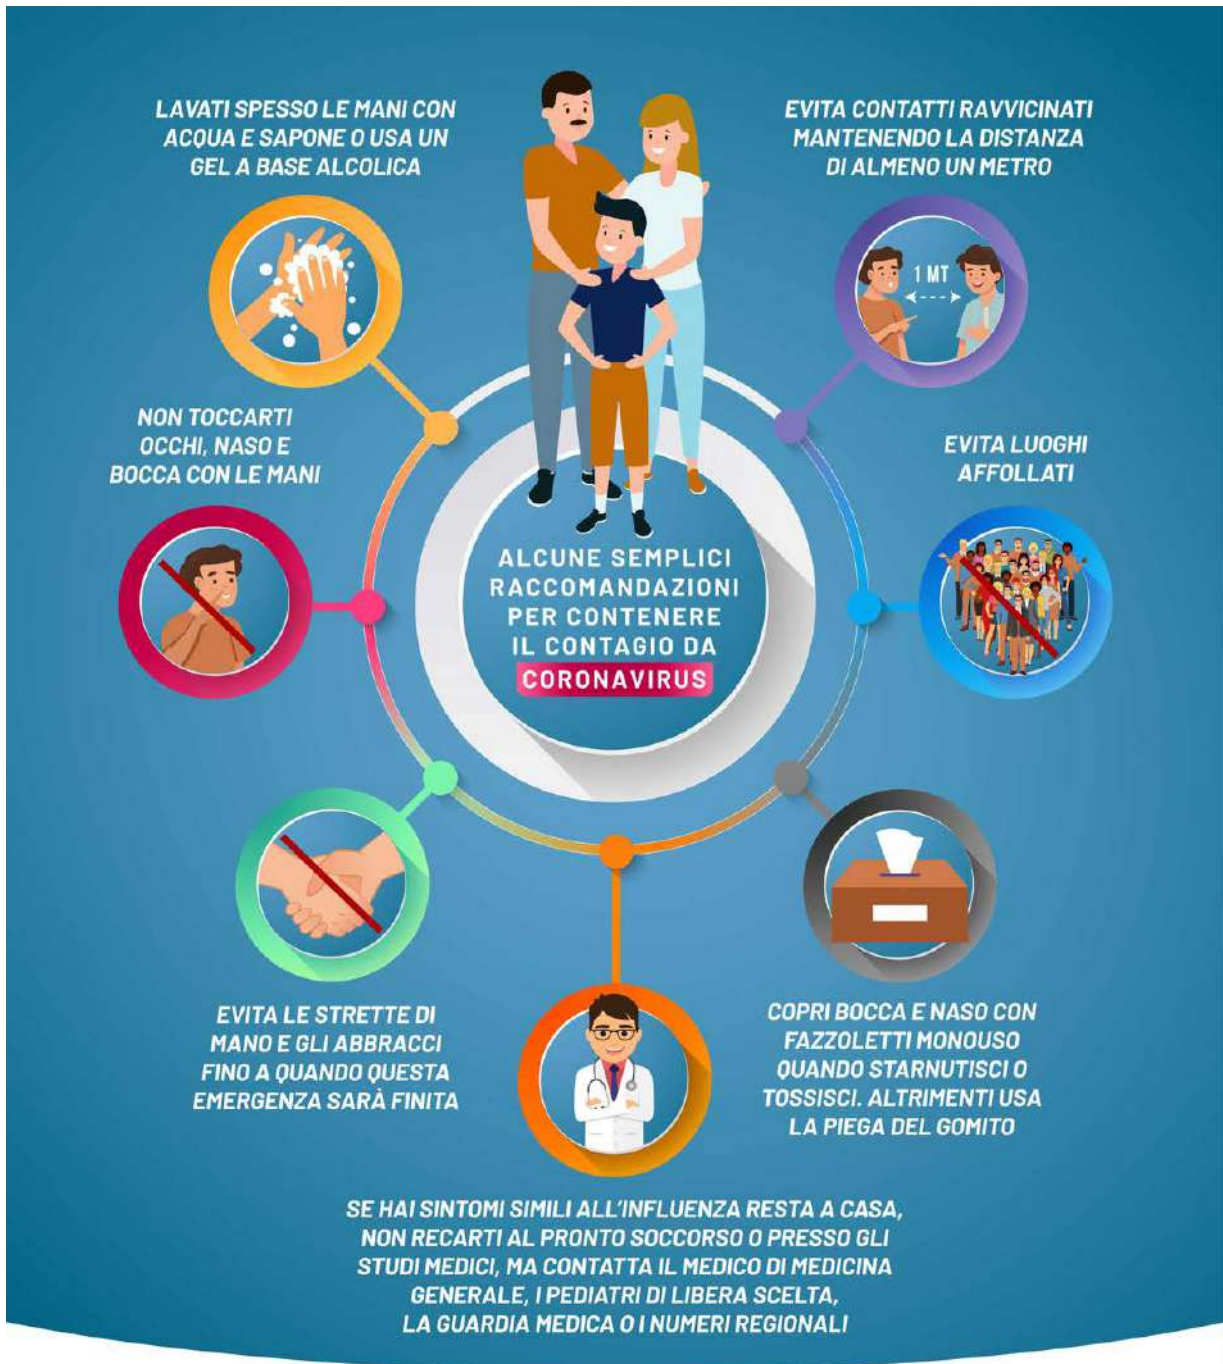 LAVATI SPESSO LE MANI CON
ACQUA E SAPONE O USA UN
GEL A BASE ALCOLICA
EVITA CONTATTI RAVVICINATI
MANTENENDO LA DISTANZA
DI ALMENO UN METRO
1 MT
NON TOCCARTI
OCCHI, NASO E
BOCCA CON LE MANI
EVITA LUOGHI
AFFOLLATI
ALCUNE SEMPLICI
RACCOMANDAZIONI
PER CONTENERE
IL CONTAGIO DA
CORONAVIRUS
EVITA LE STRETTE DI
MANO E GLI ABBRACCI
FINO A QUANDO QUESTA
EMERGENZA SARÀ FINITA
COPRI BOCCA E NASO CON
FAZZOLETTI MONOUSO
QUANDO STARNUTISCI O
TOSSISCI. ALTRIMENTI USA
LA PIEGA DEL GOMITO
SE HAI SINTOMI SIMILI ALL'INFLUENZA RESTA A CASA,
NON RECARTI AL PRONTO SOCCORSO O PRESSO GLI
STUDI MEDICI, MA CONTATTA IL MEDICO DI MEDICINA
GENERALE, I PEDIATRI DI LIBERA SCELTA,
LA GUARDIA MEDICA O I NUMERI REGIONALI